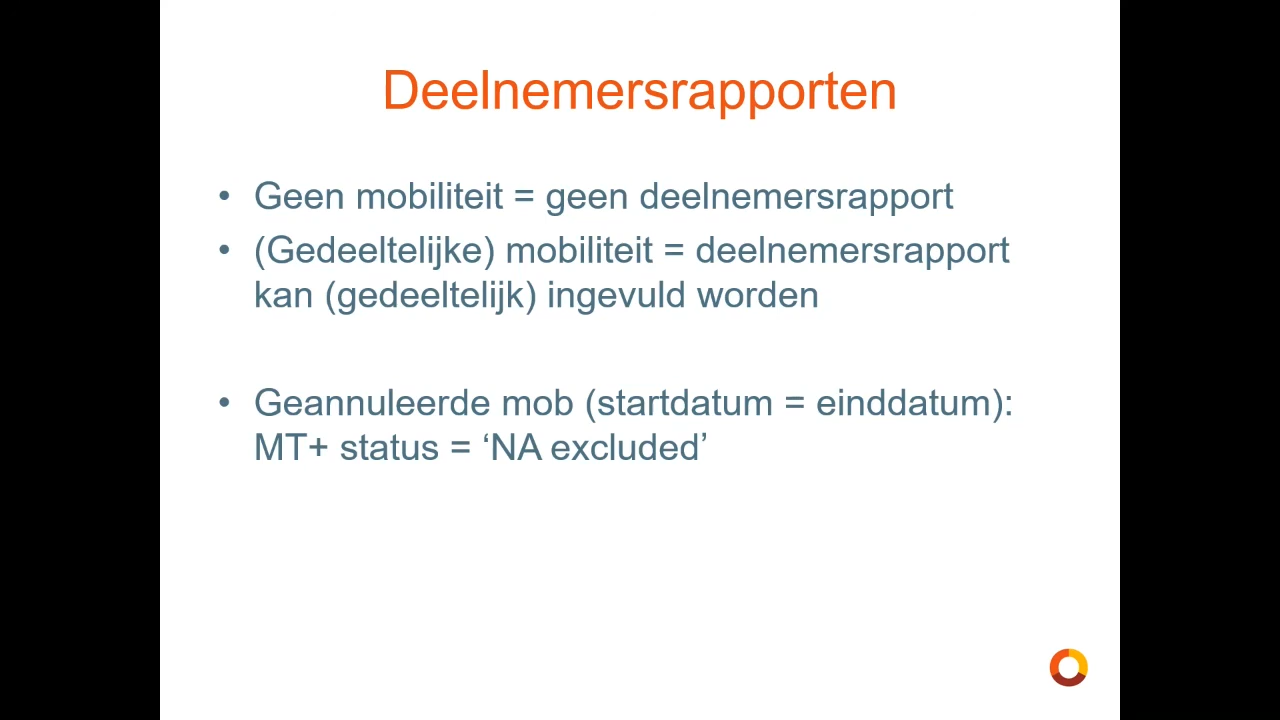 Deelnemersrapporten
• Geen mobiliteit = geen deelnemersrapport
• (Gedeeltelijke) mobiliteit = deelnemersrapport
kan (gedeeltelijk) ingevuld worden
• Geannuleerde mob (startdatum = einddatum):
MT+ status = ‘NA excluded’